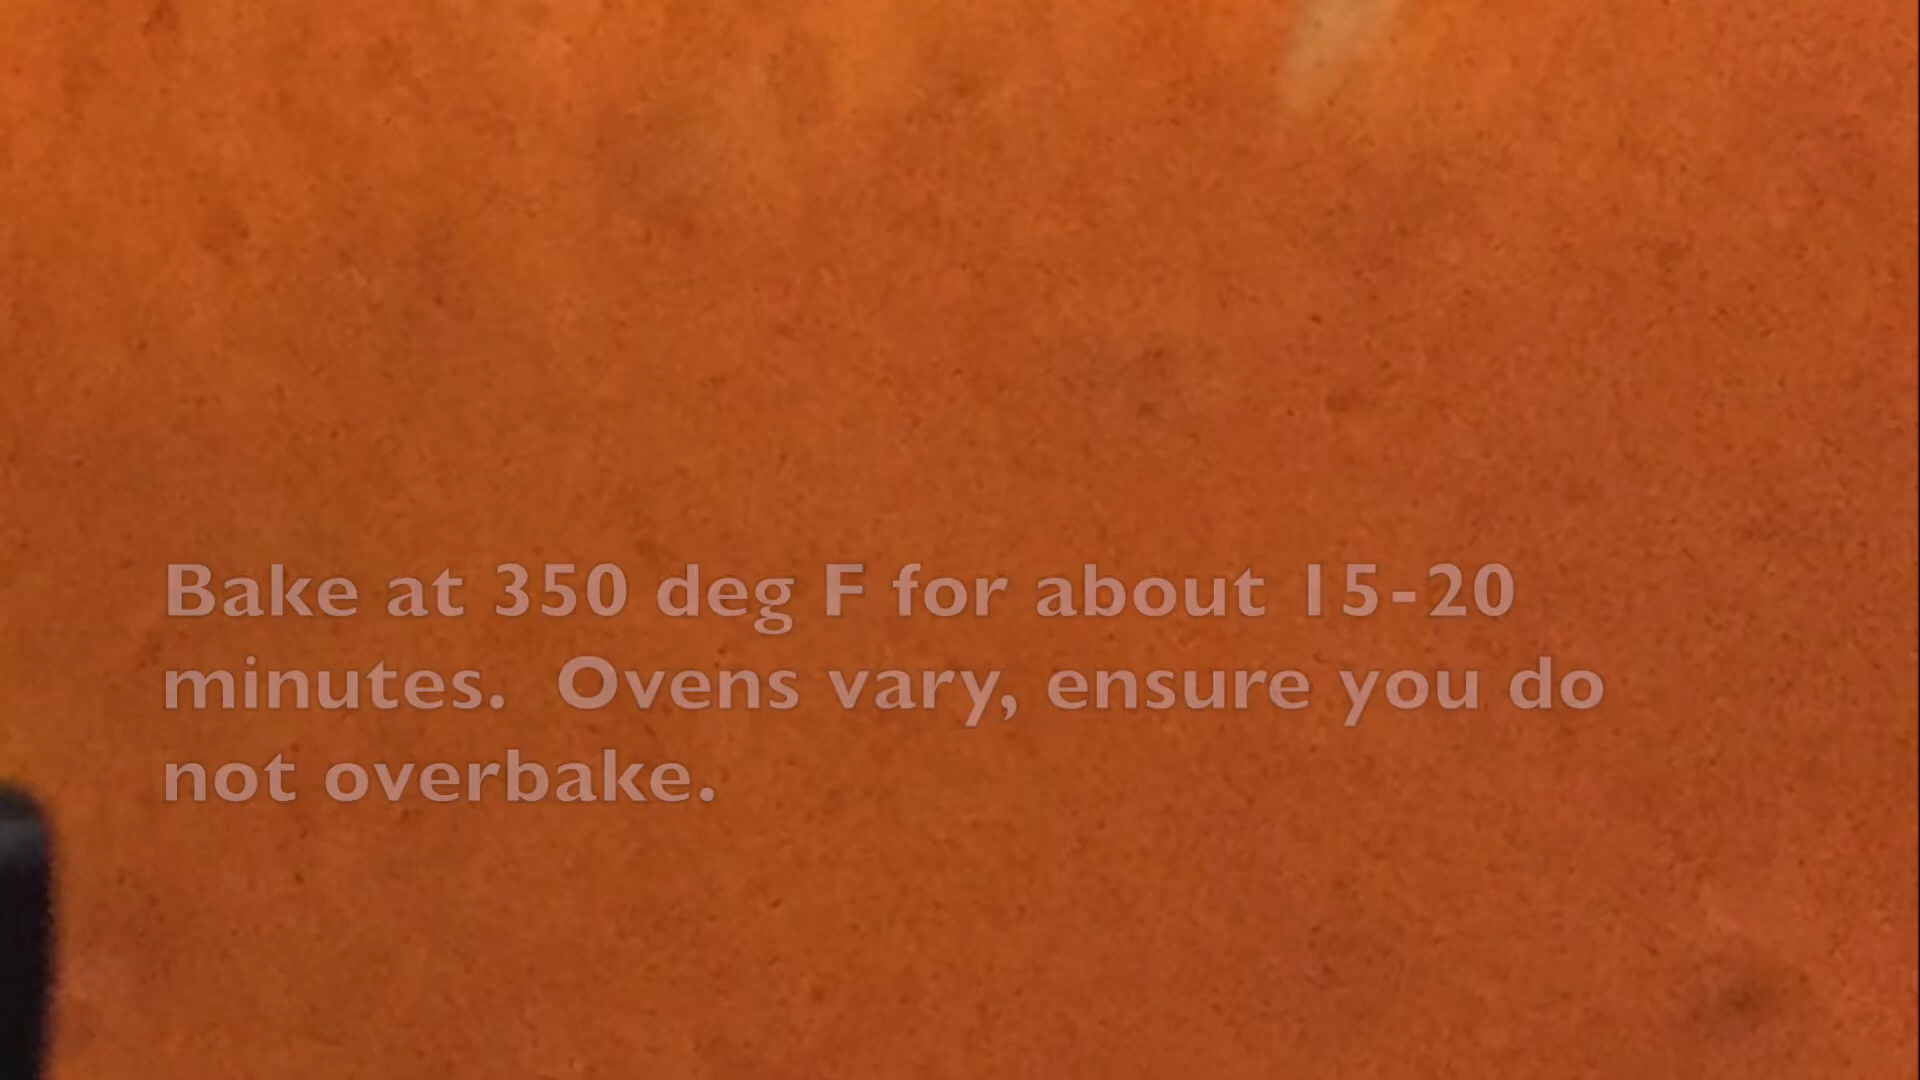 Bake at 350 deg F for about 15-20
minutes.  Ovens vary, ensure you do
not overbake.